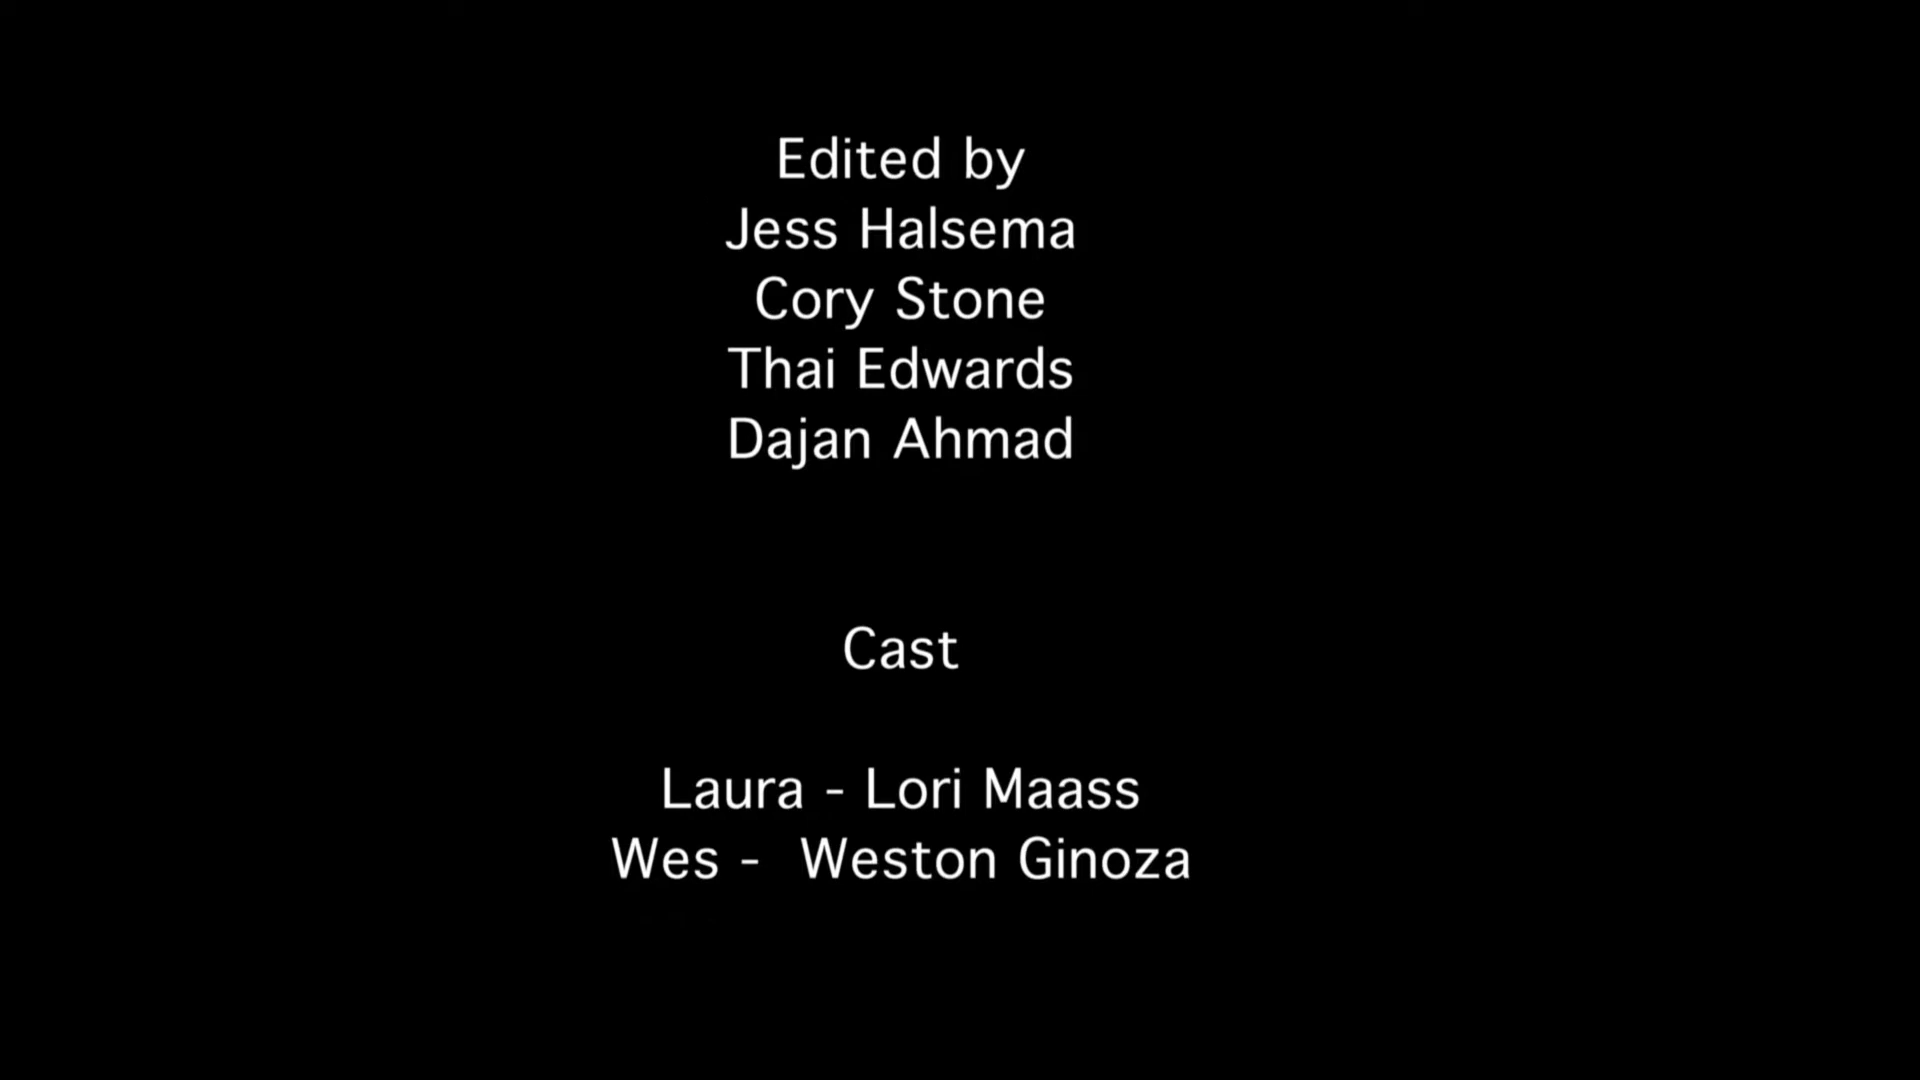 Edited by
Jess Halsema
Cory Stone
Thai Edwards
Dajan Ahmad
Cast
Laura - Lori Maass
Wes -  Weston Ginoza